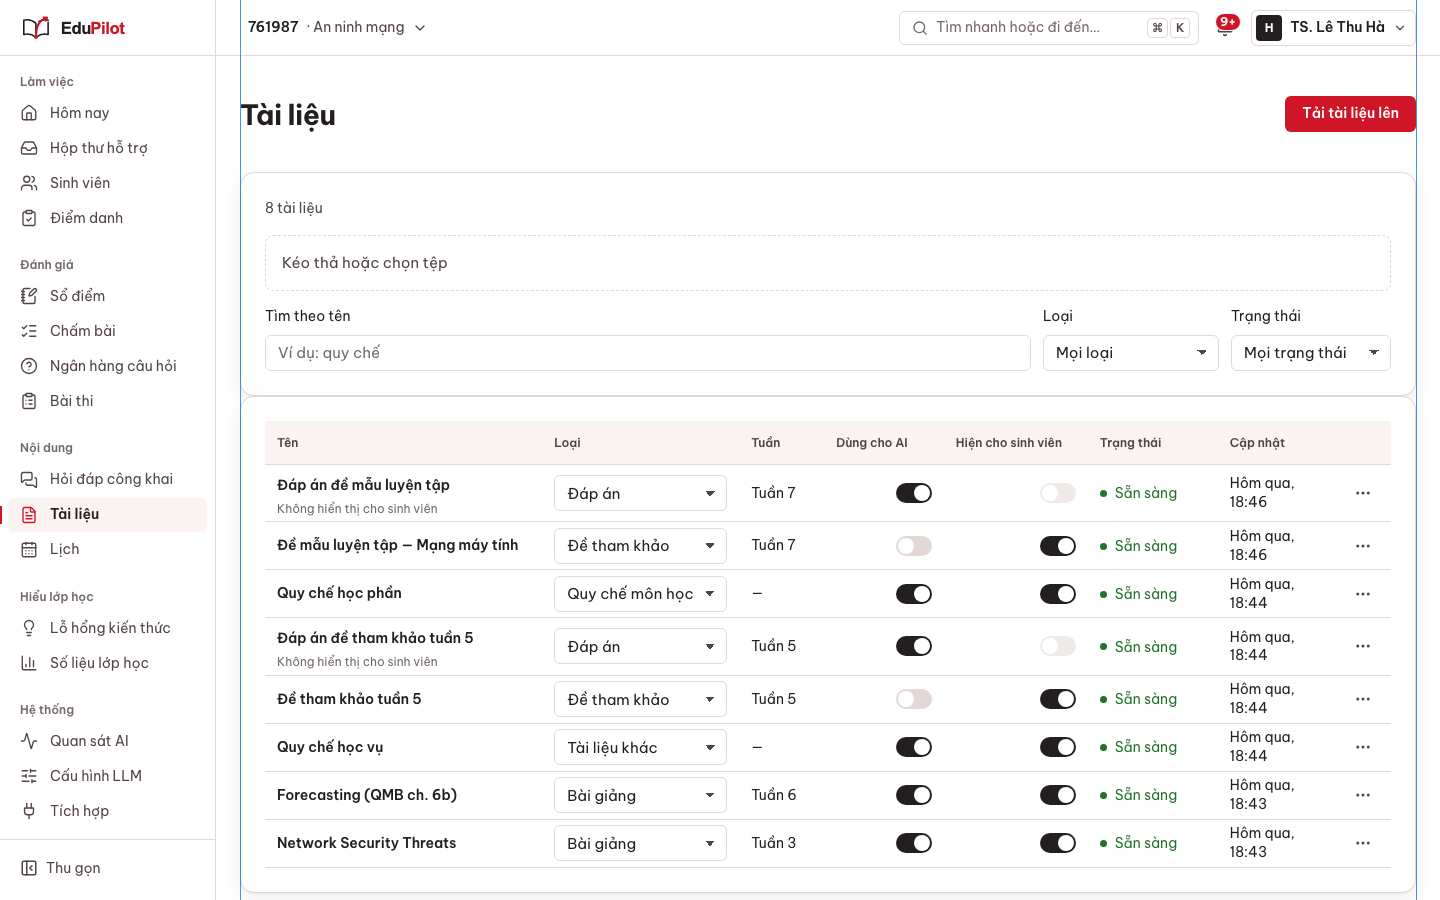 EduPilot
761987 · An ninh mạng
Tìm nhanh hoặc đi đến...
⌘ K
9+
H TS. Lê Thu Hà
Làm việc
Hôm nay
Hộp thư hỗ trợ
Sinh viên
Điểm danh
Đánh giá
Sổ điểm
Chấm bài
Ngân hàng câu hỏi
Bài thi
Nội dung
Hỏi đáp công khai
Tài liệu
Lịch
Hiểu lớp học
Lỗ hổng kiến thức
Số liệu lớp học
Hệ thống
Quan sát AI
Cấu hình LLM
Tích hợp
Thu gọn
Tài liệu
Tải tài liệu lên
8 tài liệu
Kéo thả hoặc chọn tệp
Tìm theo tên Loại Trạng thái
Ví dụ: quy chế Mọi loại Mọi trạng thái
Tên Loại Tuần Dùng cho AI Hiện cho sinh viên Trạng thái Cập nhật
Đáp án đề mẫu luyện tập Đáp án Tuần 7 Sẵn sàng Hôm qua, 18:46
Không hiển thị cho sinh viên
Đề mẫu luyện tập — Mạng máy tính Đề tham khảo Tuần 7 Sẵn sàng Hôm qua, 18:46
Quy chế học phần Quy chế môn học — Sẵn sàng Hôm qua, 18:44
Đáp án đề tham khảo tuần 5 Đáp án Tuần 5 Sẵn sàng Hôm qua, 18:44
Không hiển thị cho sinh viên
Đề tham khảo tuần 5 Đề tham khảo Tuần 5 Sẵn sàng Hôm qua, 18:44
Quy chế học vụ Tài liệu khác — Sẵn sàng Hôm qua, 18:44
Forecasting (QMB ch. 6b) Bài giảng Tuần 6 Sẵn sàng Hôm qua, 18:43
Network Security Threats Bài giảng Tuần 3 Sẵn sàng Hôm qua, 18:43